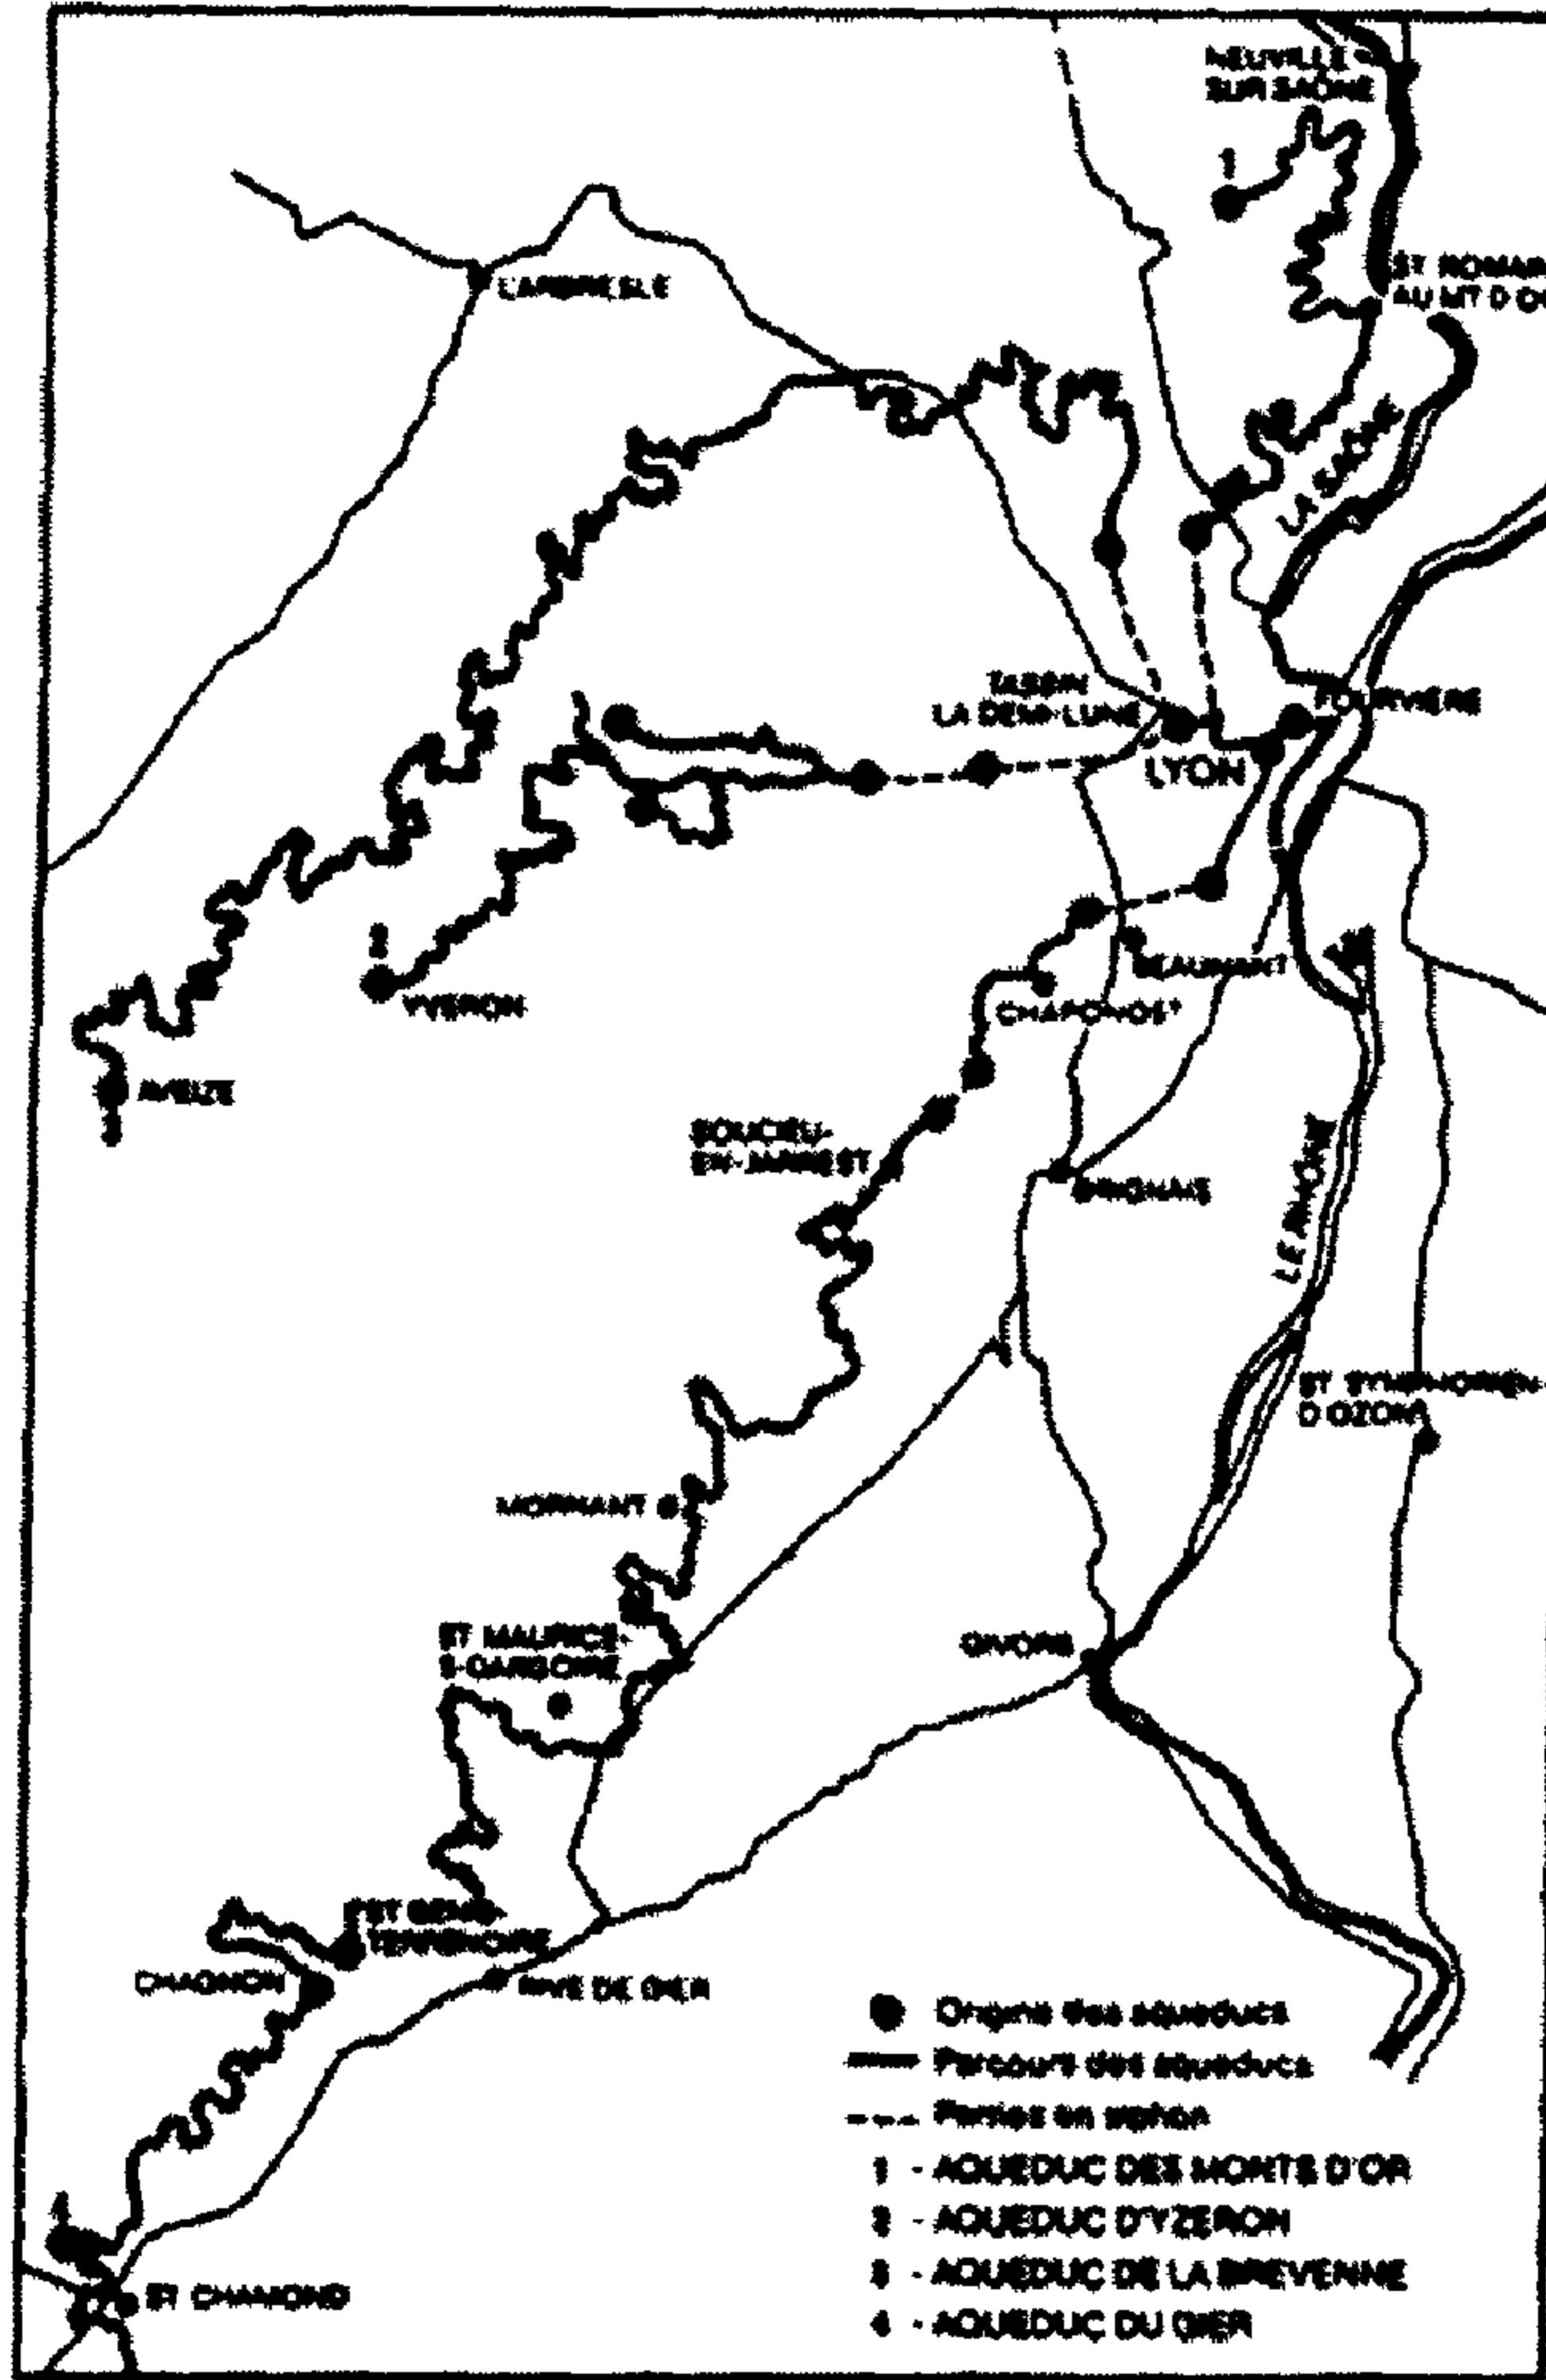 NEUVILLE
SUR SAONE
1
ST ROMAIN
AU MT D'OR
L'ARBRESLE
LA SAONE
TASSIN
LA DEMI-LUNE
FOURVIERE
LYON
2
YZERON
BEAUNANT
CHAPONOST
AVEIZE
SOUCIEU-
EN-JARREST
BRIGNAIS
LE RHONE
ST SYMPHORIEN-
D'OZON
MORNANT
ST MAURICE-
S-DARGOIRE
GIVORS
ST GENIS-
TERRENOIRE
CHAGNON
RIVE DE GIER
4
ST CHAMOND
Origine des aqueducs
Parcours des aqueducs
Parties en siphon
1 - AQUEDUC DES MONTS D'OR
2 - AQUEDUC D'YZERON
3 - AQUEDUC DE LA BREVENNE
4 - AQUEDUC DU GIER